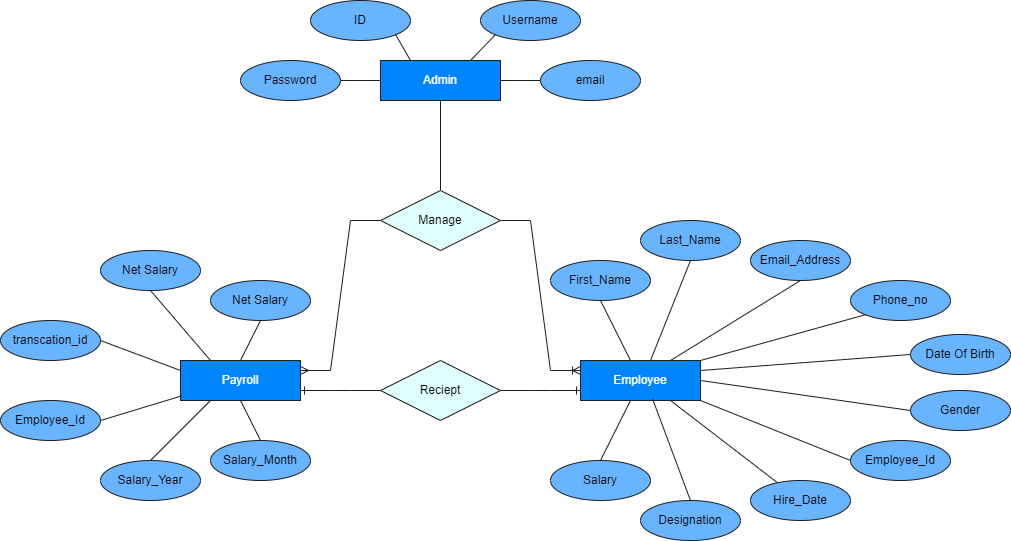 ID
Username
Password
Admin
email
Manage
Last_Name
Email_Address
First_Name
Net Salary
Net Salary
Phone_no
transcation_id
Date Of Birth
Payroll
Reciept
Employee
Gender
Employee_Id
Salary_Month
Employee_Id
Salary_Year
Salary
Hire_Date
Designation